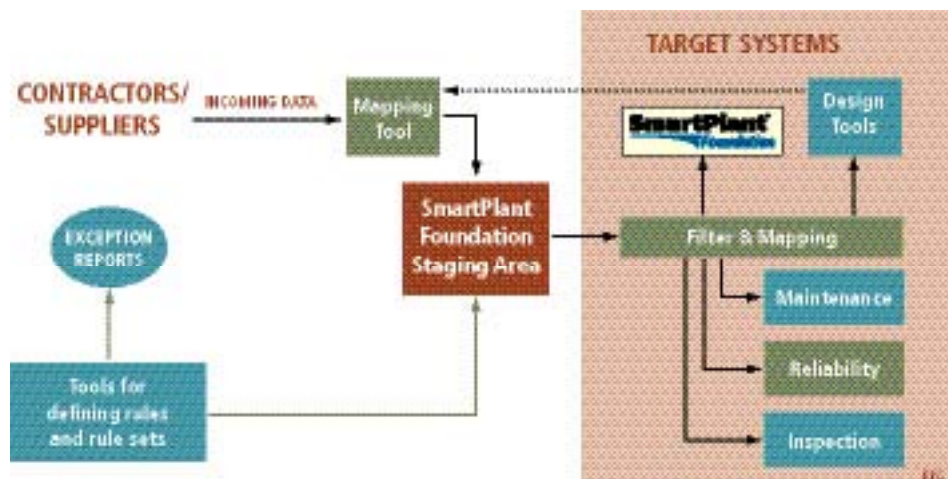 TARGET SYSTEMS
CONTRACTORS/
SUPPLIERS
INCOMING DATA
Mapping
Tool
SmartPlant
Foundation
Design
Tools
SmartPlant
Foundation
Staging Area
Filter & Mapping
EXCEPTION
REPORTS
Maintenance
Reliability
Tools for
defining rules
and rule sets
Inspection